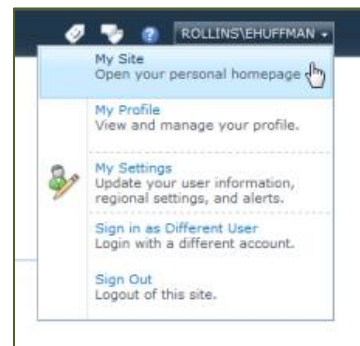 ROLLINS\EHUFFMAN
My Site
Open your personal homepage
My Profile
View and manage your profile.
My Settings
Update your user information,
regional settings, and alerts.
Sign in as Different User
Login with a different account.
Sign Out
Logout of this site.